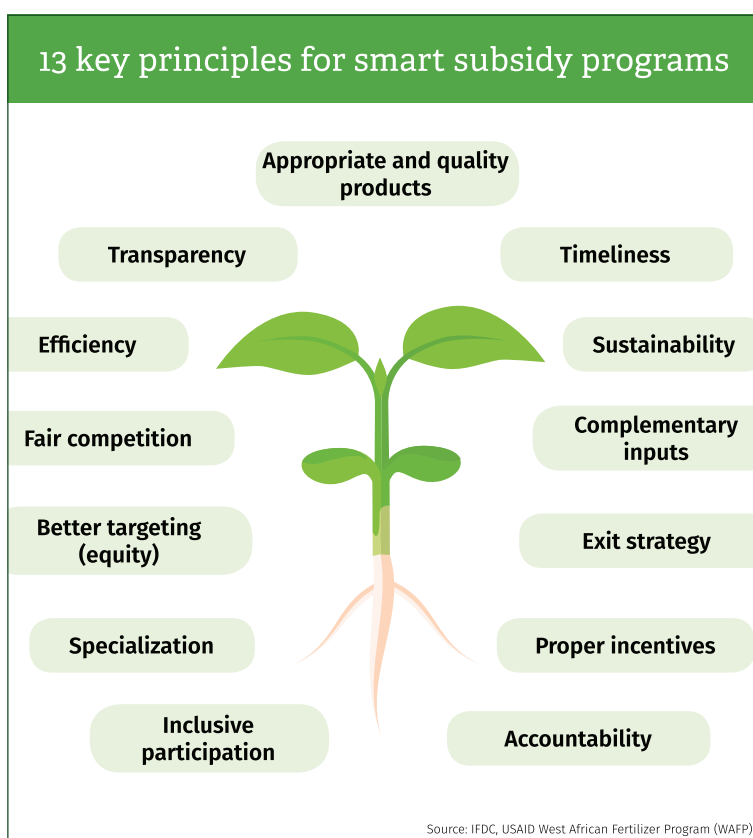 13 key principles for smart subsidy programs
Appropriate and quality
products
Transparency
Timeliness
Efficiency
Sustainability
Fair competition
Complementary
inputs
Better targeting
(equity)
Exit strategy
Specialization
Proper incentives
Inclusive
participation
Accountability
Source: IFDC, USAID West African Fertilizer Program (WAFP)